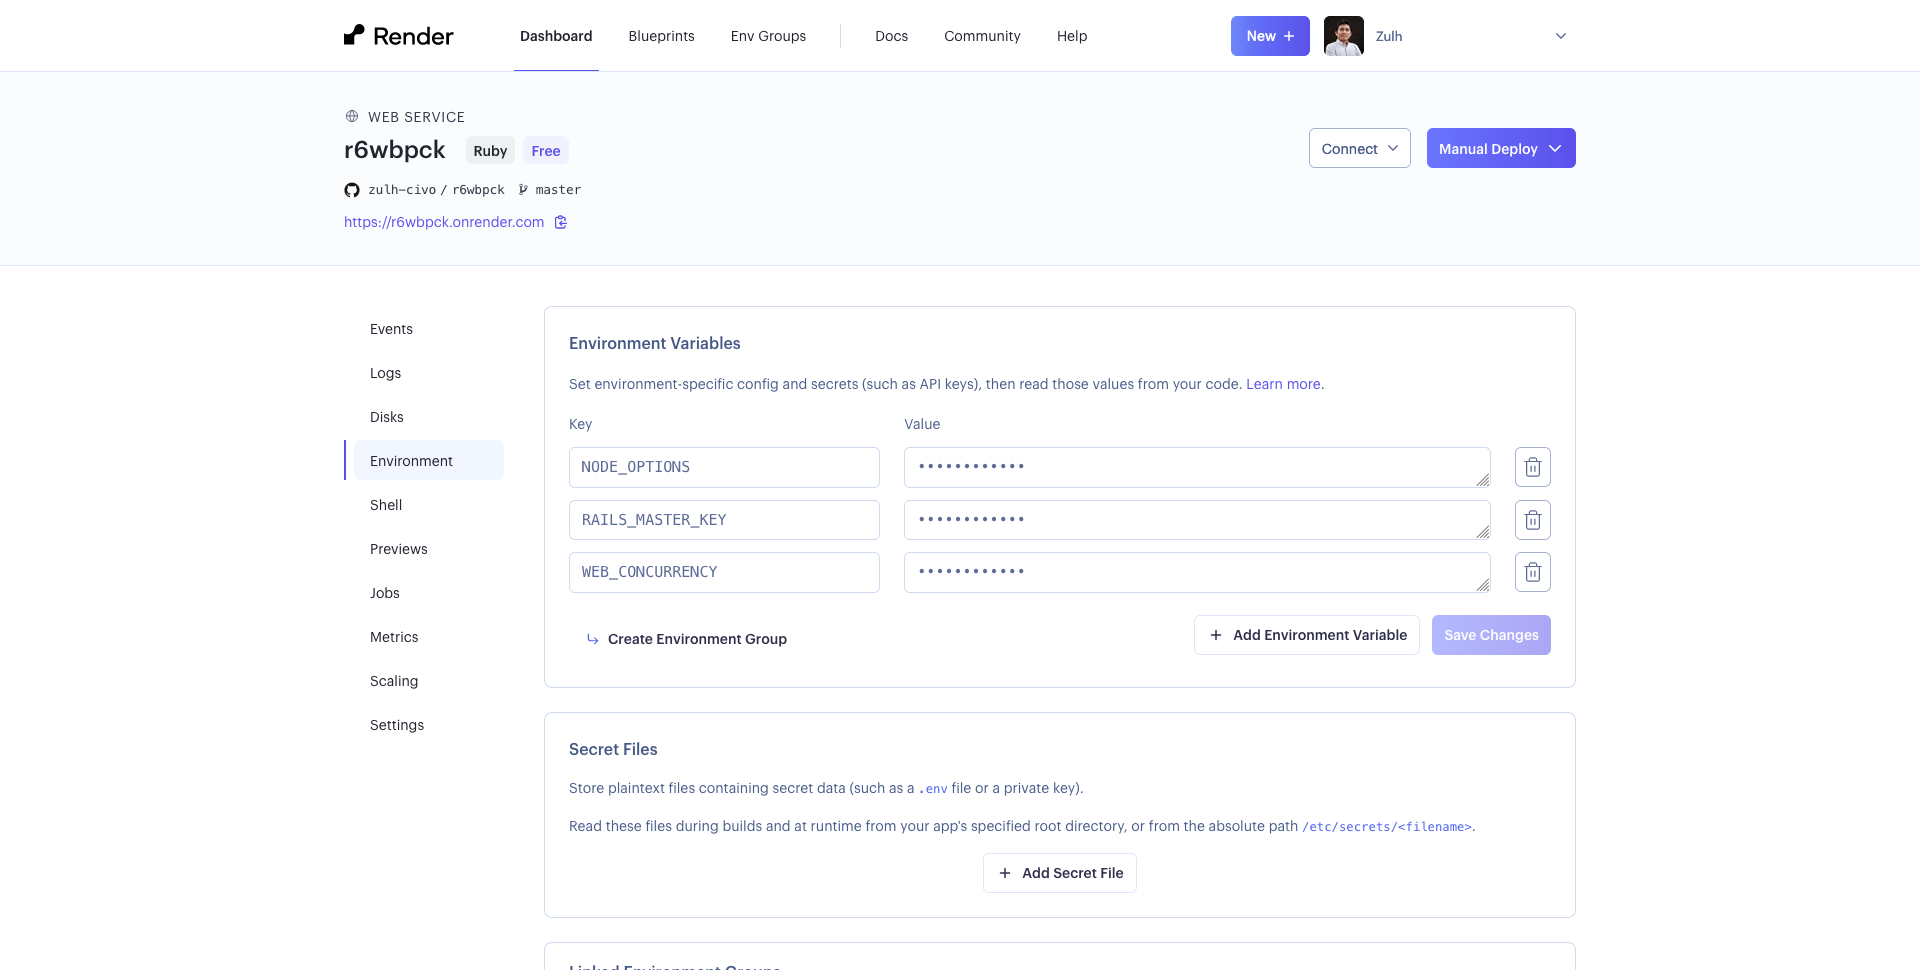 Render Dashboard Blueprints Env Groups Docs Community Help New + Zulh
WEB SERVICE
r6wbpck Ruby Free
Connect Manual Deploy
zulh-civo / r6wbpck master
https://r6wbpck.onrender.com
Events
Logs
Disks
Environment
Shell
Previews
Jobs
Metrics
Scaling
Settings
Environment Variables
Set environment-specific config and secrets (such as API keys), then read those values from your code. Learn more.
Key Value
NODE_OPTIONS ••••••••••••
RAILS_MASTER_KEY ••••••••••••
WEB_CONCURRENCY ••••••••••••
Create Environment Group + Add Environment Variable Save Changes
Secret Files
Store plaintext files containing secret data (such as a .env file or a private key).
Read these files during builds and at runtime from your app's specified root directory, or from the absolute path /etc/secrets/<filename>.
+ Add Secret File
Linked Environment Groups